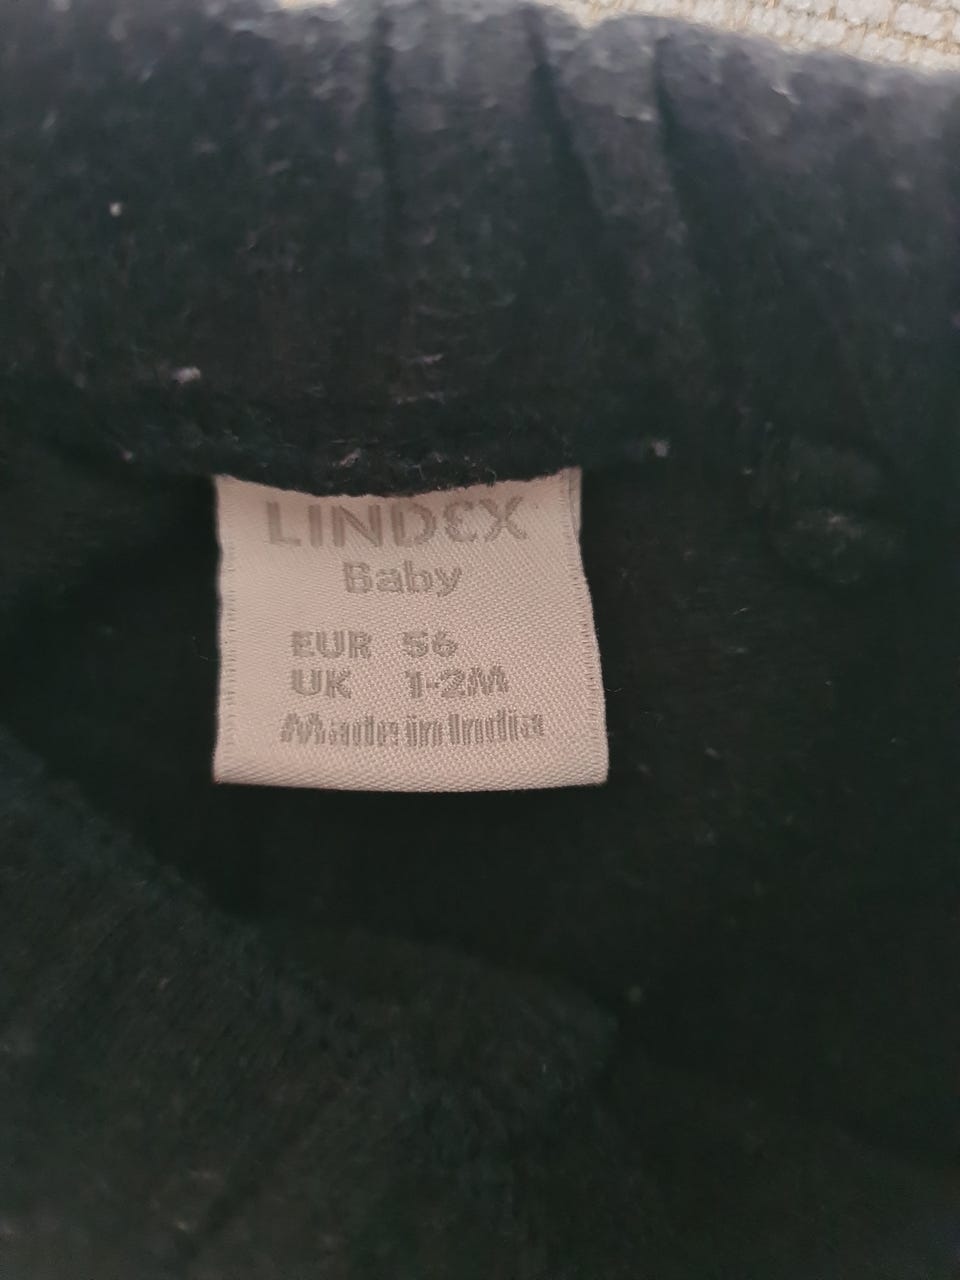 LINDEX
Baby
EUR 56
UK 1-2M
Made in India